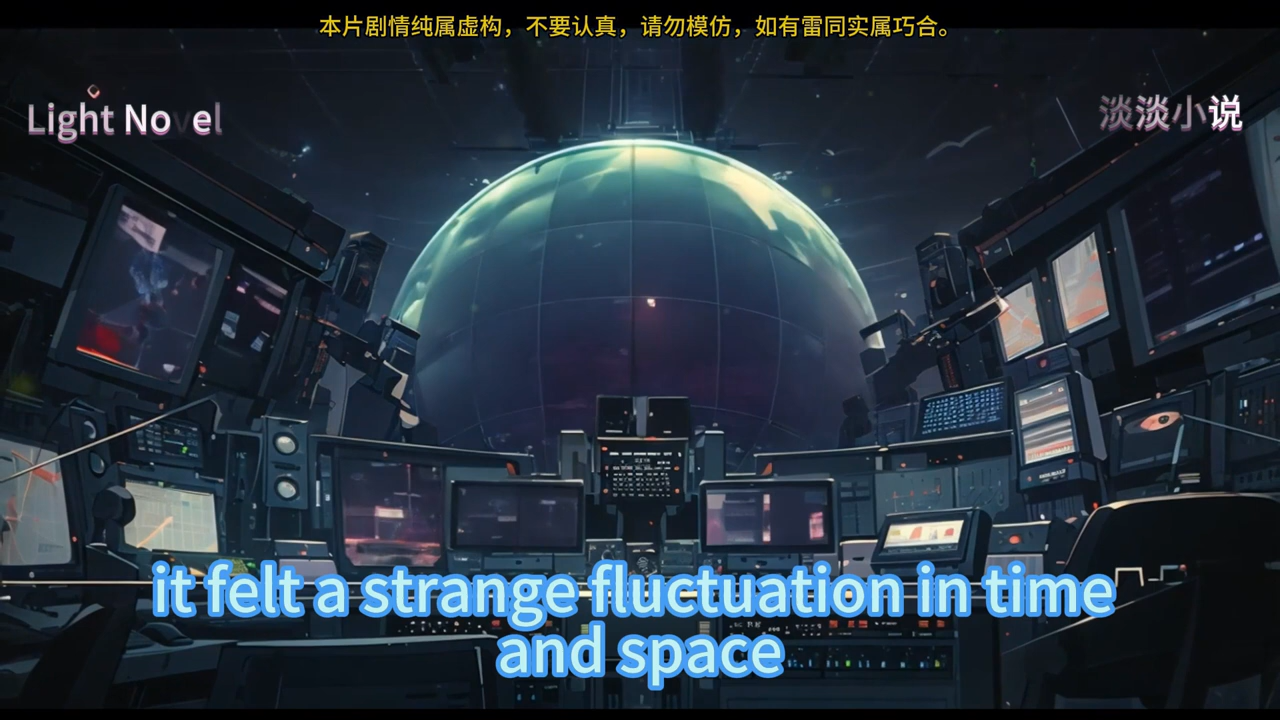 本片剧情纯属虚构，不要认真，请勿模仿，如有雷同实属巧合。
Light Novel
淡淡小说
it felt a strange fluctuation in time
and space